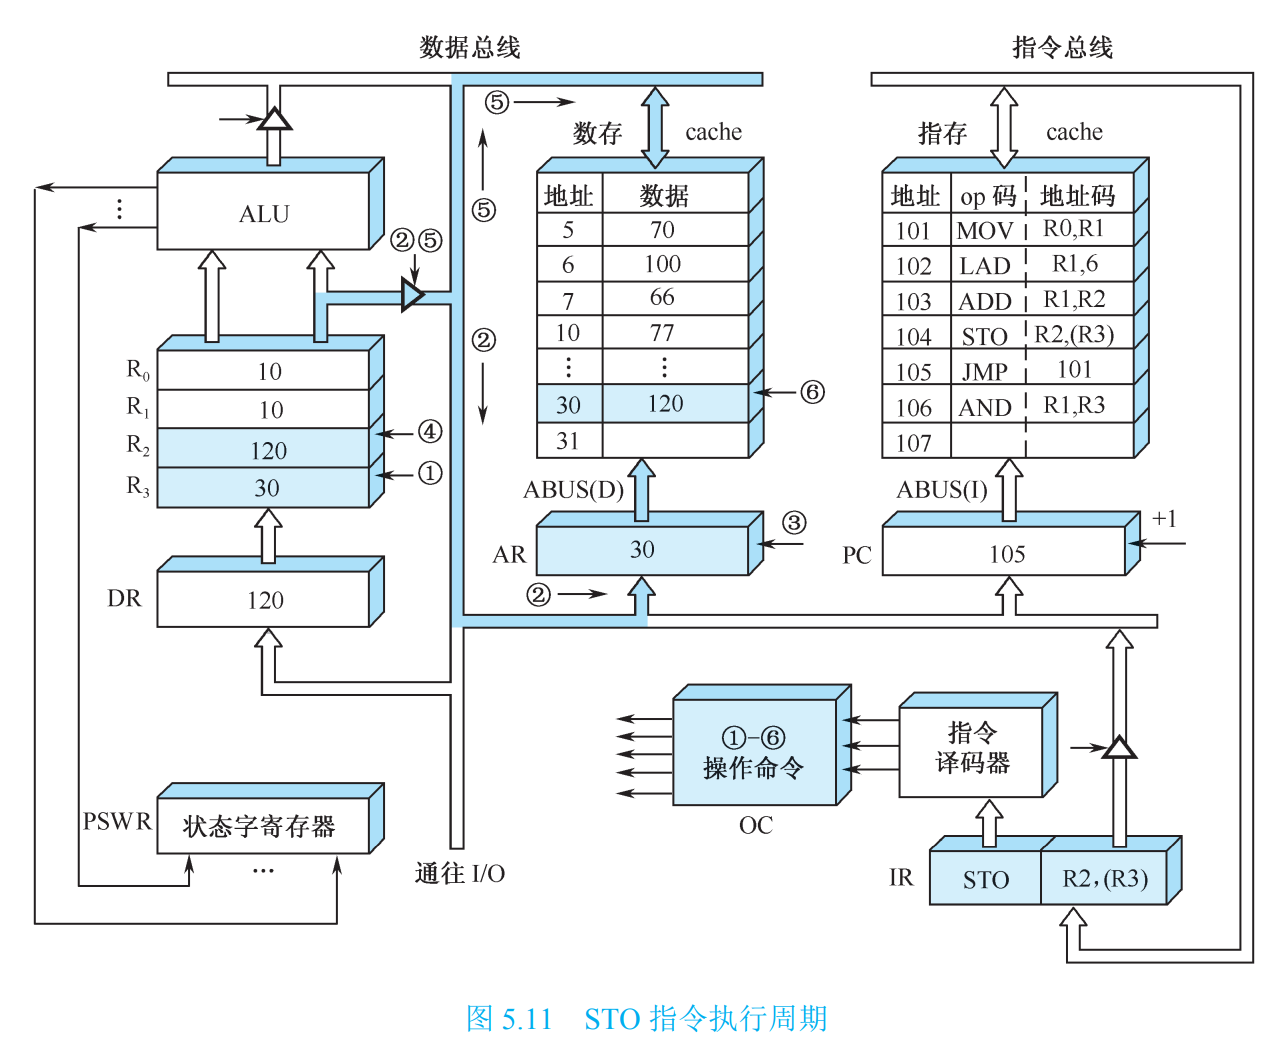 数据总线
指令总线
⑤
数存 cache
指存 cache
⑤
②⑤
②
ALU
⋮
地址 数据
5 70
6 100
7 66
10 77
⋮ ⋮
30 120
31
⑥
地址 op 码 地址码
101 MOV R0,R1
102 LAD R1,6
103 ADD R1,R2
104 STO R2,(R3)
105 JMP 101
106 AND R1,R3
107
R0 10
R1 10
R2 120
R3 30
④
①
ABUS(D)
ABUS(I)
AR 30
③
PC 105
+1
②
DR 120
①-⑥
操作命令
OC
指令
译码器
PSWR 状态字寄存器
…
通往 I/O
IR STO R2,(R3)
图 5.11 STO 指令执行周期